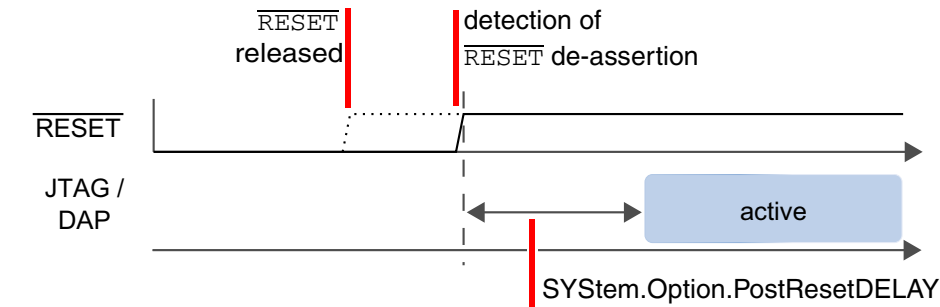 RESET
released
detection of
RESET de-assertion
RESET
JTAG /
DAP
active
SYStem.Option.PostResetDELAY